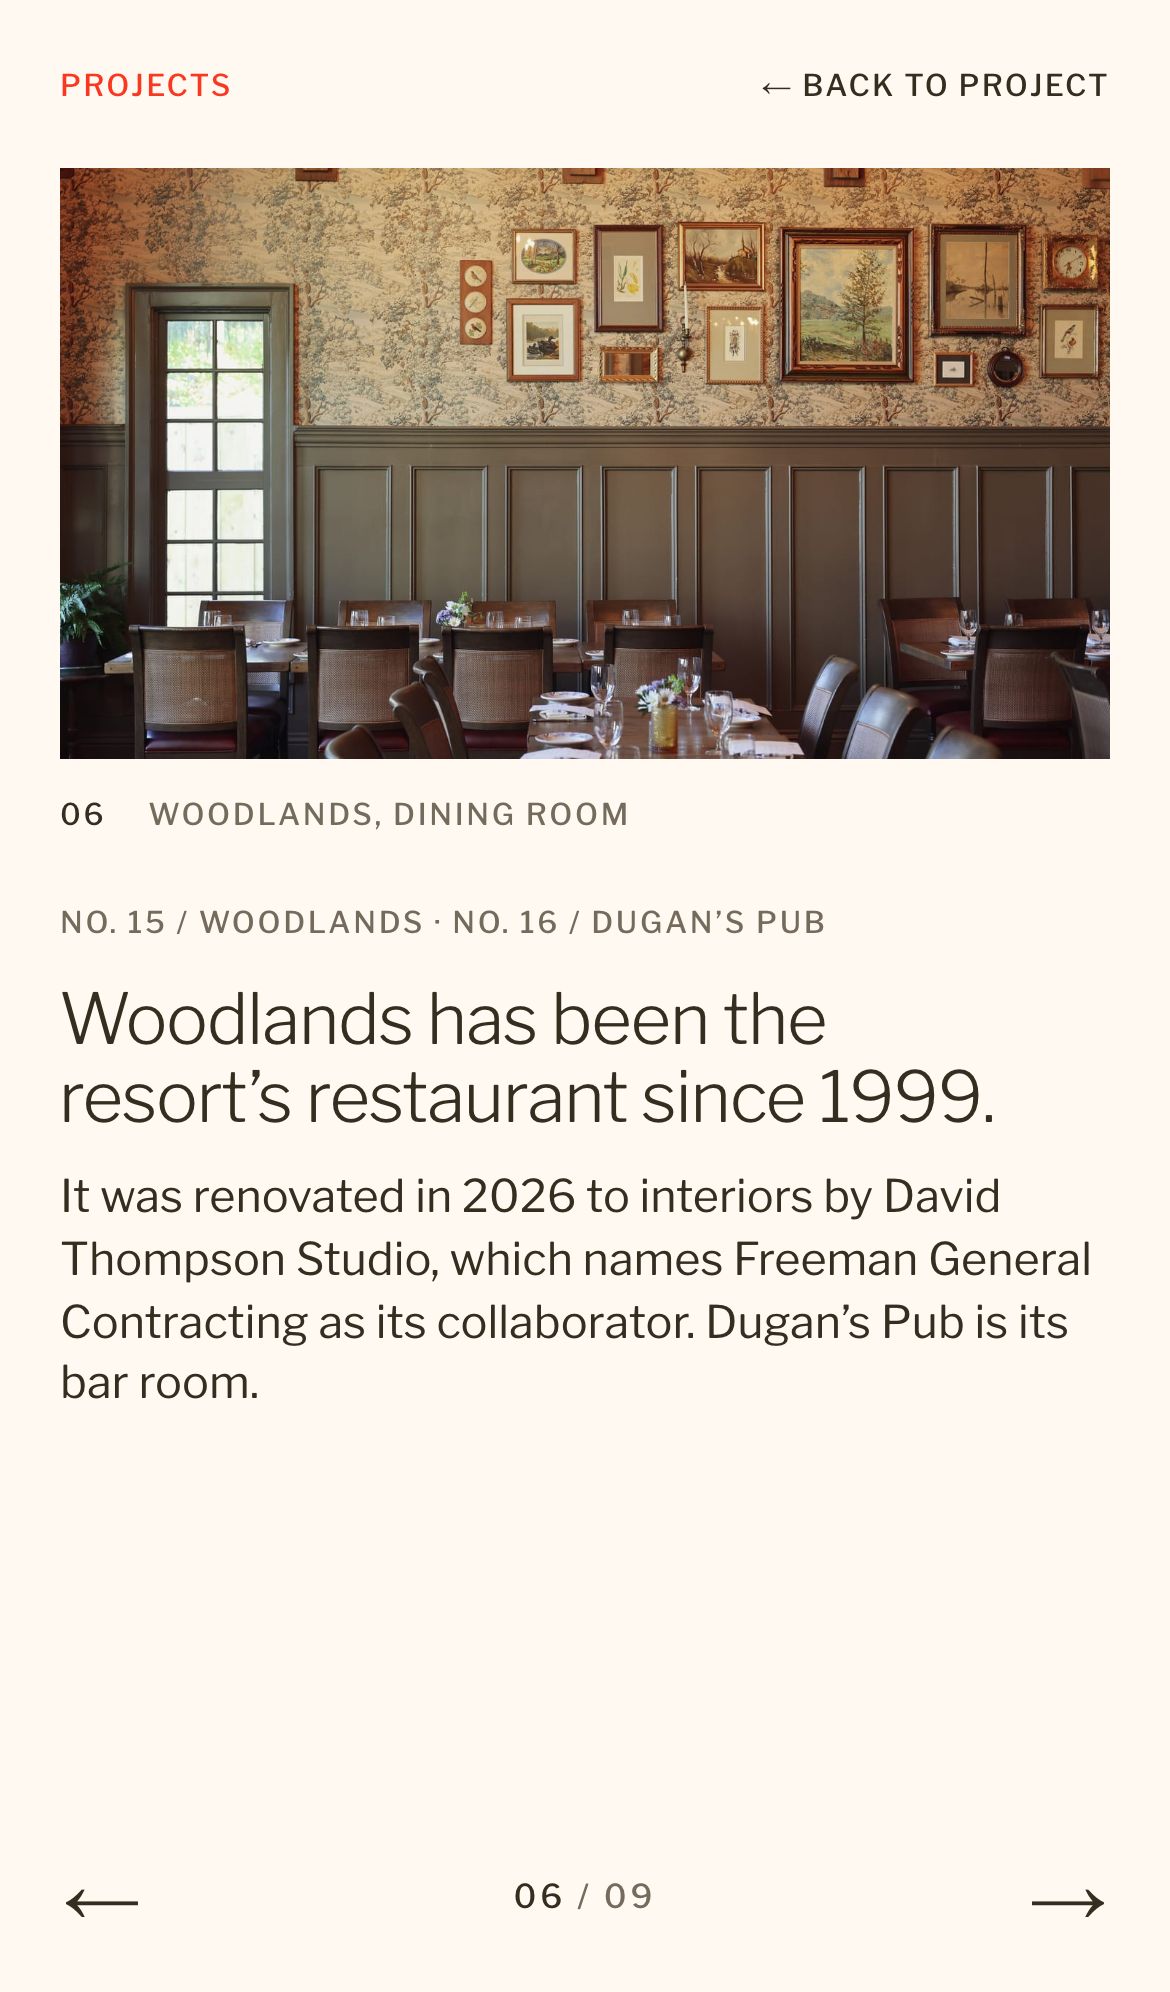 PROJECTS
← BACK TO PROJECT
06 WOODLANDS, DINING ROOM
NO. 15 / WOODLANDS · NO. 16 / DUGAN’S PUB
Woodlands has been the
resort’s restaurant since 1999.
It was renovated in 2026 to interiors by David
Thompson Studio, which names Freeman General
Contracting as its collaborator. Dugan’s Pub is its
bar room.
← 06 / 09 →